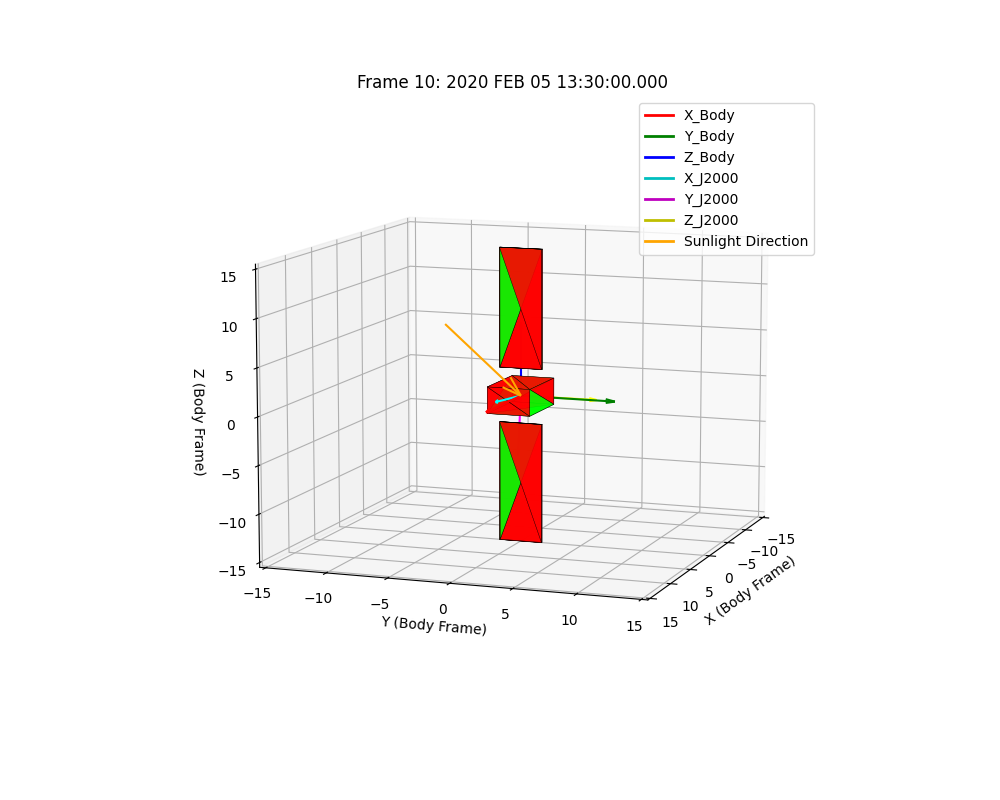 Frame 10: 2020 FEB 05 13:30:00.000
X_Body
Y_Body
Z_Body
X_J2000
Y_J2000
Z_J2000
Sunlight Direction
15
10
5
0
−5
−10
−15
Z (Body Frame)
−15
−10
−5
0
5
10
15
Y (Body Frame)
−15
−10
−5
0
5
10
15
X (Body Frame)